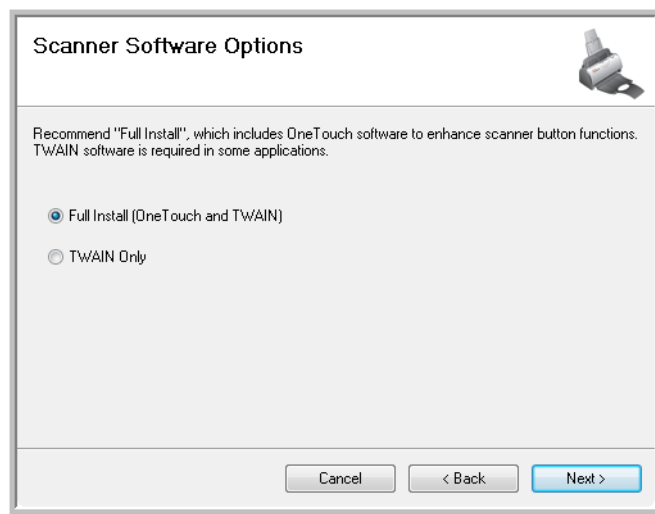 Scanner Software Options
Recommend "Full Install", which includes OneTouch software to enhance scanner button functions.
TWAIN software is required in some applications.
Full Install (OneTouch and TWAIN)
TWAIN Only
Cancel
< Back
Next >